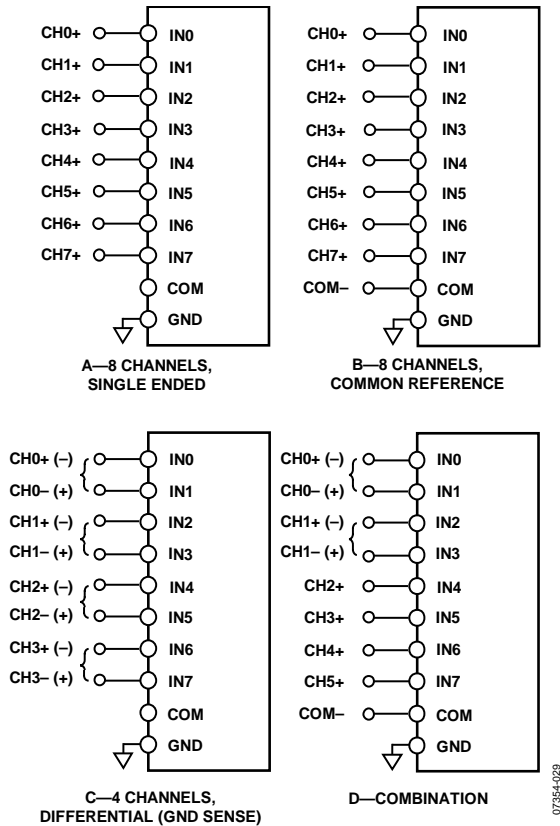 CH0+ IN0
CH1+ IN1
CH2+ IN2
CH3+ IN3
CH4+ IN4
CH5+ IN5
CH6+ IN6
CH7+ IN7
COM
GND
A—8 CHANNELS,
SINGLE ENDED
CH0+ IN0
CH1+ IN1
CH2+ IN2
CH3+ IN3
CH4+ IN4
CH5+ IN5
CH6+ IN6
CH7+ IN7
COM– COM
GND
B—8 CHANNELS,
COMMON REFERENCE
CH0+ (–) IN0
CH0– (+) IN1
CH1+ (–) IN2
CH1– (+) IN3
CH2+ (–) IN4
CH2– (+) IN5
CH3+ (–) IN6
CH3– (+) IN7
COM
GND
C—4 CHANNELS,
DIFFERENTIAL (GND SENSE)
CH0+ (–) IN0
CH0– (+) IN1
CH1+ (–) IN2
CH1– (+) IN3
CH2+ IN4
CH3+ IN5
CH4+ IN6
CH5+ IN7
COM– COM
GND
D—COMBINATION
07354-029